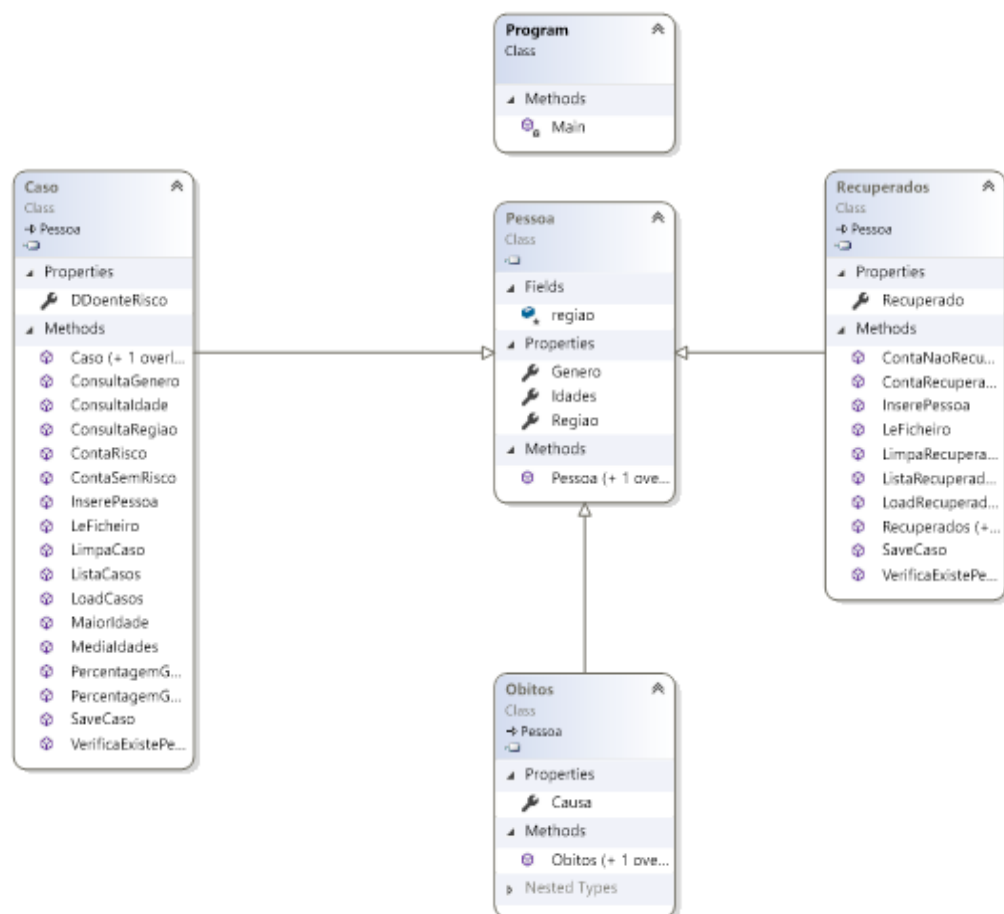 Program
Class
Methods
Main
Caso
Class
Pessoa
Properties
DDoenteRisco
Methods
Caso (+ 1 overl...
ConsultaGenero
ConsultaIdade
ConsultaRegiao
ContaRisco
ContaSemRisco
InserePessoa
LeFicheiro
LimpaCaso
ListaCasos
LoadCasos
MaiorIdade
MediaIdades
PercentagemG...
PercentagemG...
SaveCaso
VerificaExistePe...
Pessoa
Class
Fields
regiao
Properties
Genero
Idades
Regiao
Methods
Pessoa (+ 1 ove...
Recuperados
Class
Pessoa
Properties
Recuperado
Methods
ContaNaoRecu...
ContaRecupera...
InserePessoa
LeFicheiro
LimpaRecupera...
ListaRecuperad...
LoadRecuperad...
Recuperados (+...
SaveCaso
VerificaExistePe...
Obitos
Class
Pessoa
Properties
Causa
Methods
Obitos (+ 1 ove...
Nested Types